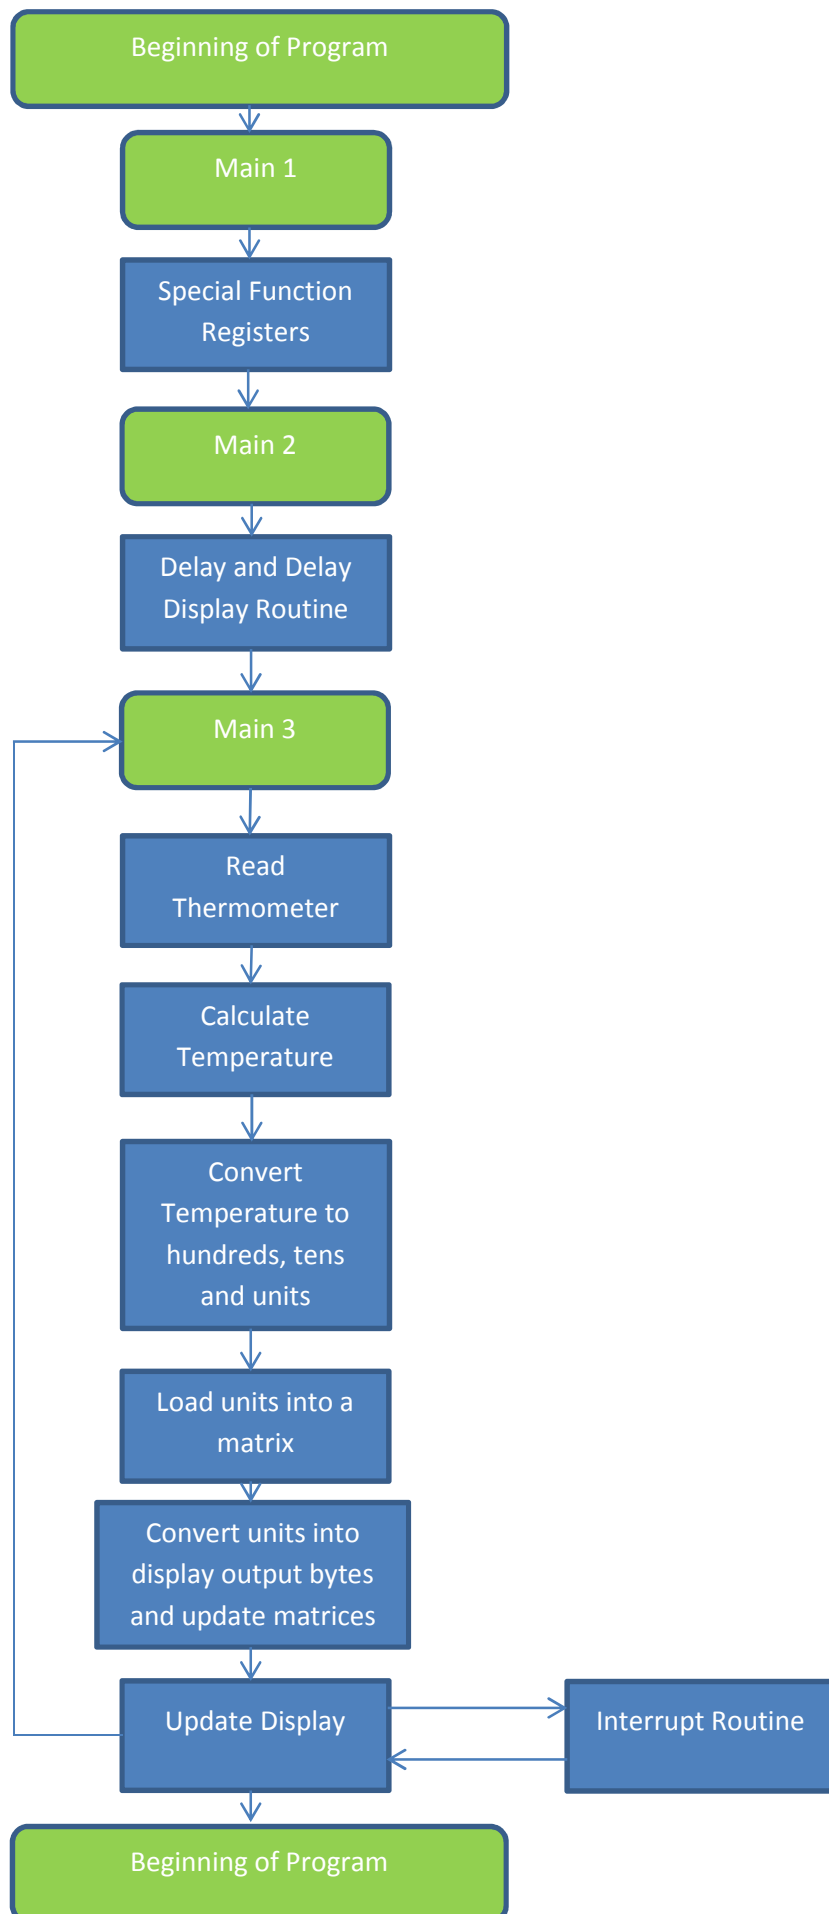 Beginning of Program
Main 1
Special Function
Registers
Main 2
Delay and Delay
Display Routine
Main 3
Read
Thermometer
Calculate
Temperature
Convert
Temperature to
hundreds, tens
and units
Load units into a
matrix
Convert units into
display output bytes
and update matrices
Update Display
Interrupt Routine
Beginning of Program